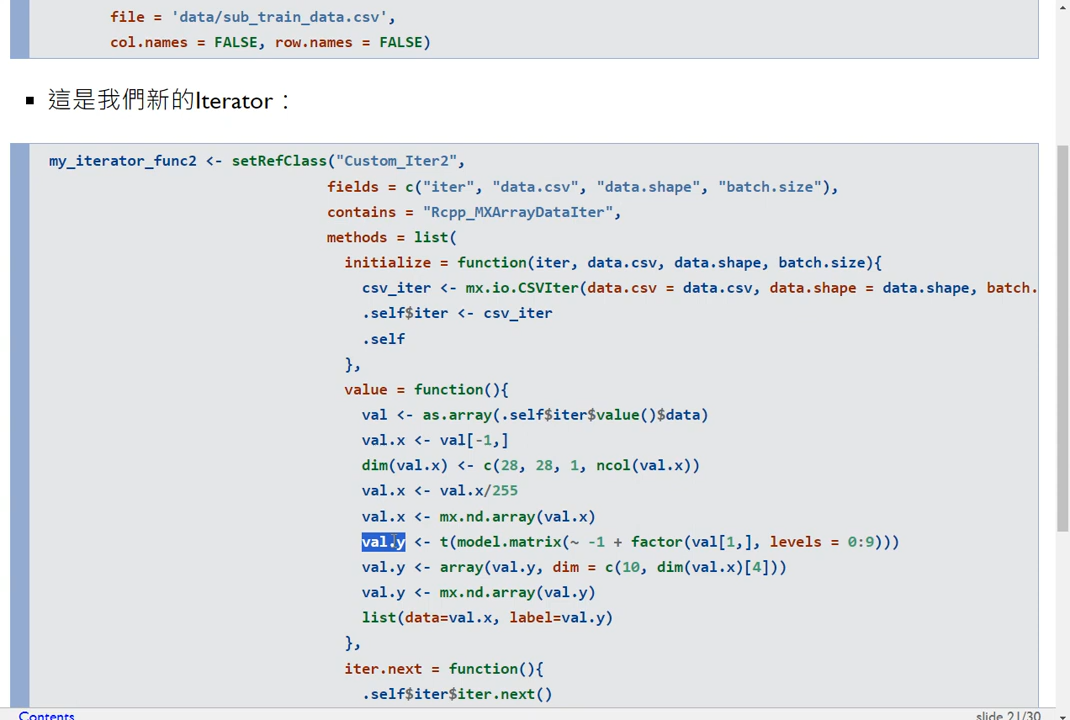 file = 'data/sub_train_data.csv',
col.names = FALSE, row.names = FALSE)
▪ 這是我們新的Iterator：
my_iterator_func2 <- setRefClass("Custom_Iter2",
fields = c("iter", "data.csv", "data.shape", "batch.size"),
contains = "Rcpp_MXArrayDataIter",
methods = list(
initialize = function(iter, data.csv, data.shape, batch.size){
csv_iter <- mx.io.CSVIter(data.csv = data.csv, data.shape = data.shape, batch.
.self$iter <- csv_iter
.self
},
value = function(){
val <- as.array(.self$iter$value()$data)
val.x <- val[-1,]
dim(val.x) <- c(28, 28, 1, ncol(val.x))
val.x <- val.x/255
val.x <- mx.nd.array(val.x)
val.y <- t(model.matrix(~ -1 + factor(val[1,], levels = 0:9)))
val.y <- array(val.y, dim = c(10, dim(val.x)[4]))
val.y <- mx.nd.array(val.y)
list(data=val.x, label=val.y)
},
iter.next = function(){
.self$iter$iter.next()
Contents
slide 21/30